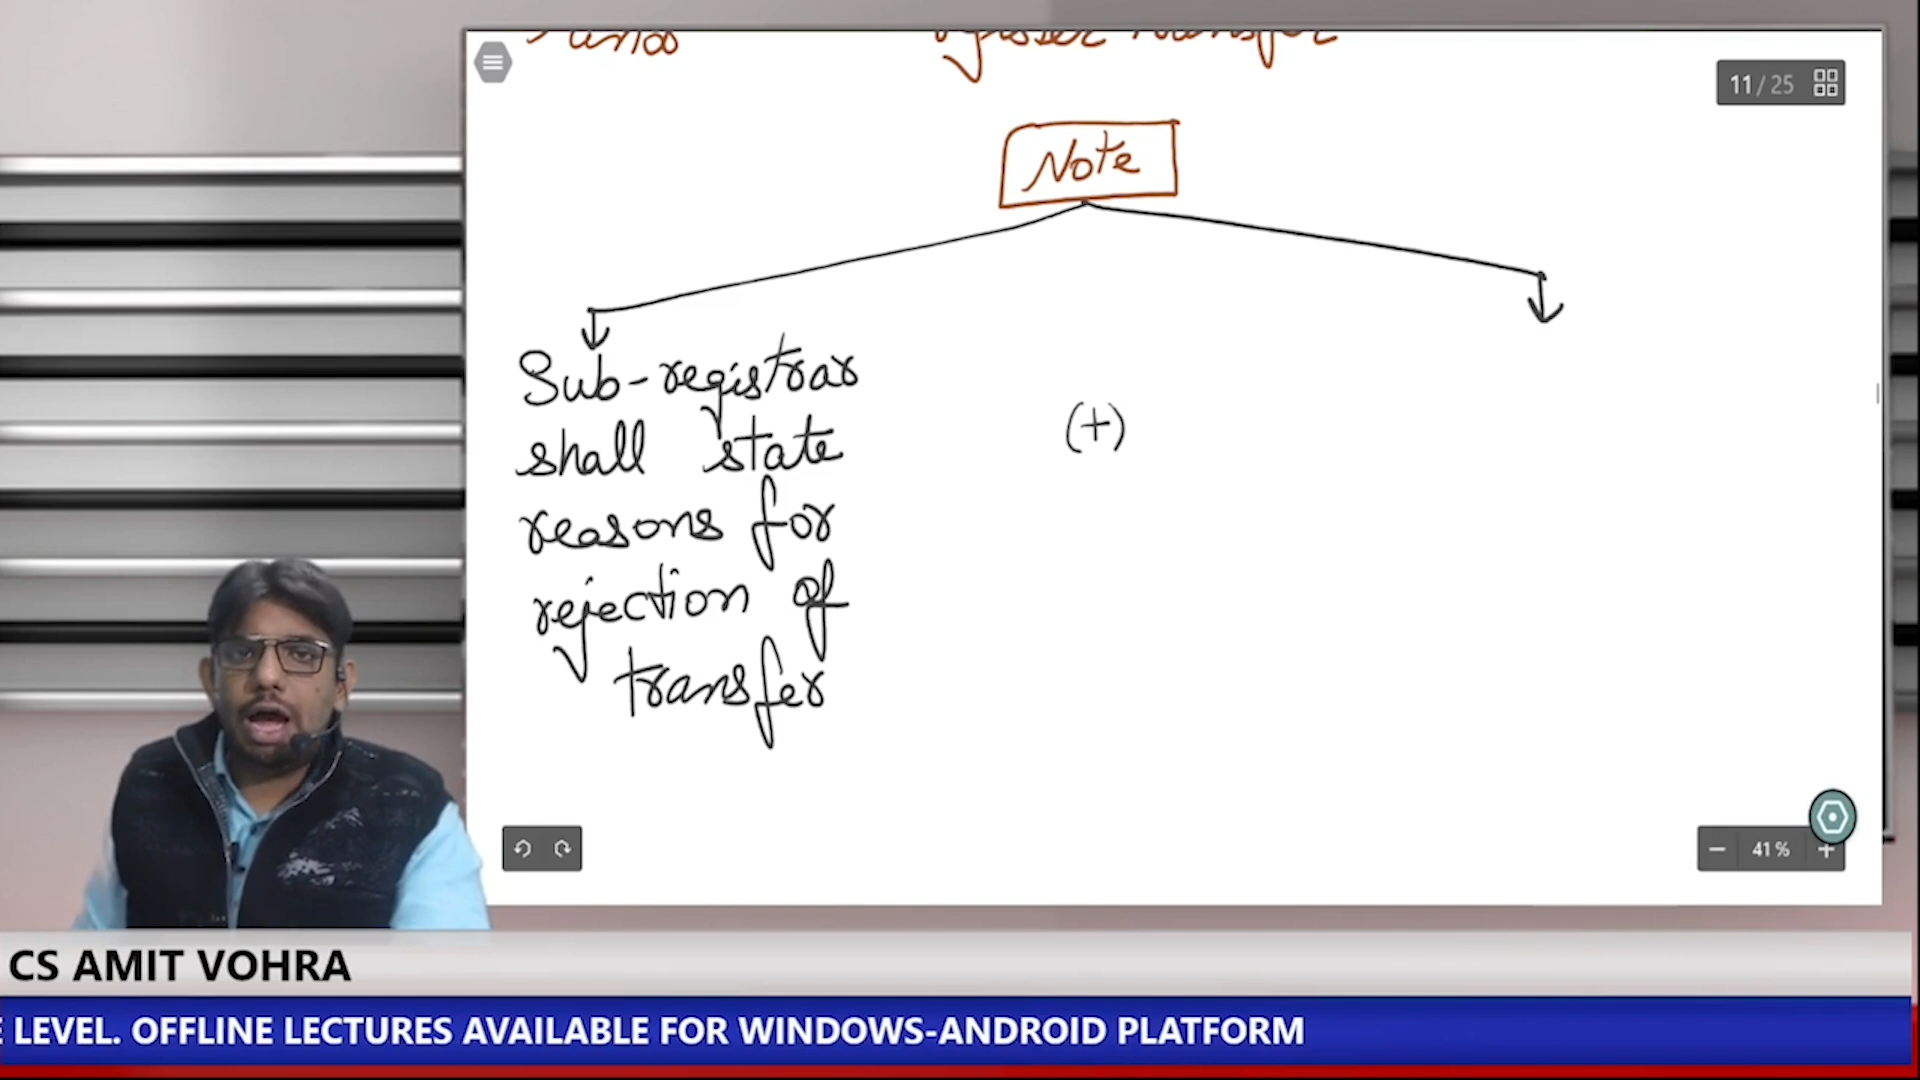 transfer
11 / 25
Note
Sub-registrar
shall state
reasons for
rejection of
transfer
(+)
41 %
CS AMIT VOHRA
LEVEL. OFFLINE LECTURES AVAILABLE FOR WINDOWS-ANDROID PLATFORM